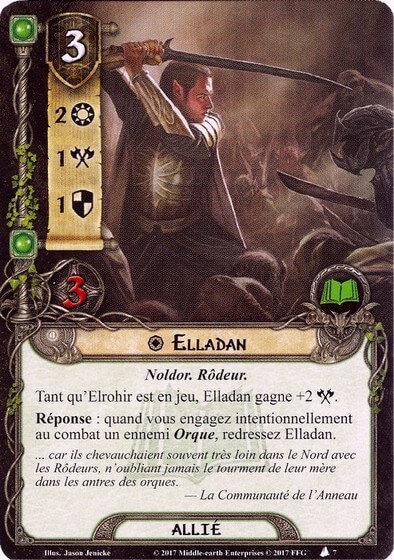 3
2
1
1
3
ELLADAN
Noldor. Rôdeur.
Tant qu'Elrohir est en jeu, Elladan gagne +2 .
Réponse : quand vous engagez intentionnellement
au combat un ennemi Orque, redressez Elladan.
... car ils chevauchaient souvent très loin dans le Nord avec
les Rôdeurs, n'oubliant jamais le tourment de leur mère
dans les antres des orques.
— La Communauté de l'Anneau
ALLIÉ
Illus. Jason Jenicke © 2017 Middle-earth Enterprises © 2017 FFG 7